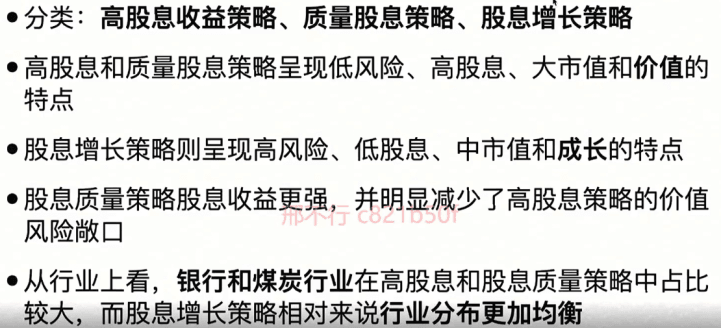 •分类：高股息收益策略、质量股息策略、股息增长策略
•高股息和质量股息策略呈现低风险、高股息、大市值和价值的
特点
•股息增长策略则呈现高风险、低股息、中市值和成长的特点
•股息质量策略股息收益更强，并明显减少了高股息策略的价值
风险敞口
邢不行 c821b50f
•从行业上看，银行和煤炭行业在高股息和股息质量策略中占比
较大，而股息增长策略相对来说行业分布更加均衡